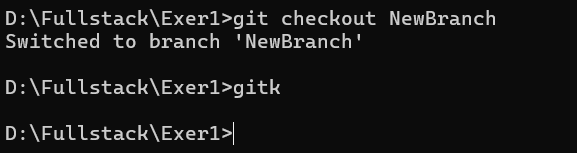 D:\Fullstack\Exer1>git checkout NewBranch
Switched to branch 'NewBranch'
D:\Fullstack\Exer1>gitk
D:\Fullstack\Exer1>